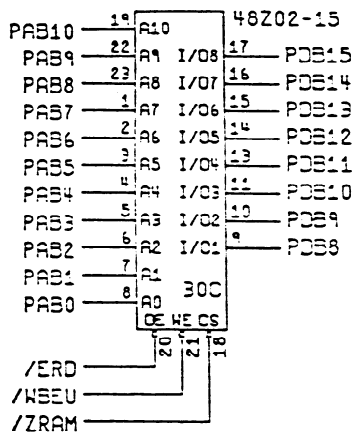 48Z02-15
PAB10 19 A10
PAB9 22 A9 I/O8 17 PDB15
PAB8 23 A8 I/O7 16 PDB14
PAB7 1 A7 I/O6 15 PDB13
PAB6 2 A6 I/O5 14 PDB12
PAB5 3 A5 I/O4 13 PDB11
PAB4 4 A4 I/O3 11 PDB10
PAB3 5 A3 I/O2 10 PDB9
PAB2 6 A2 I/O1 9 PDB8
PAB1 7 A1
PAB0 8 A0 30C
OE WE CS
20 21 18
/ERD
/WBEU
/ZRAM